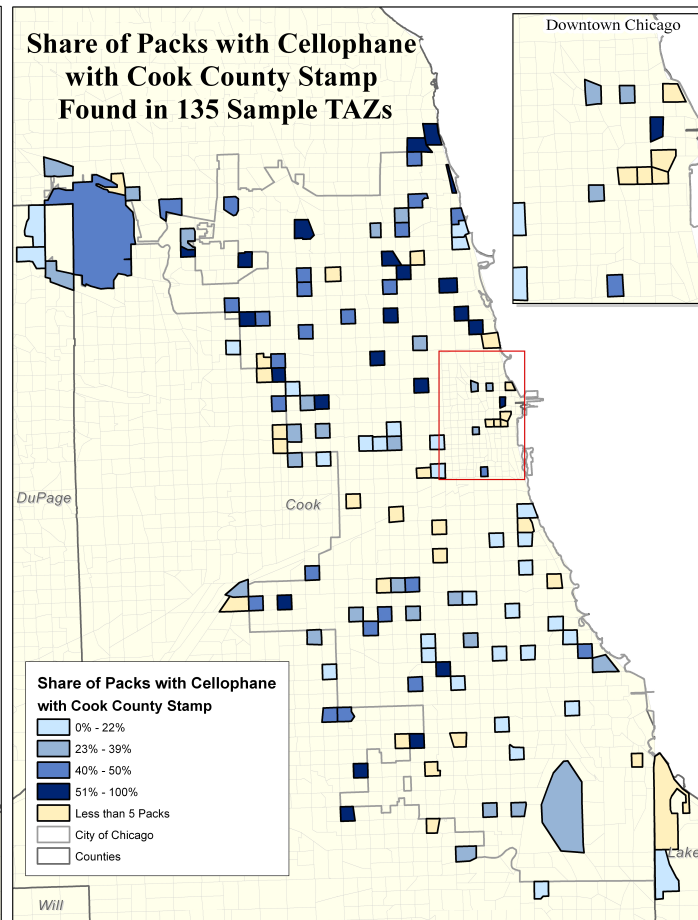 Share of Packs with Cellophane
with Cook County Stamp
Found in 135 Sample TAZs
Downtown Chicago
DuPage
Cook
Share of Packs with Cellophane
with Cook County Stamp
0% - 22%
23% - 39%
40% - 50%
51% - 100%
Less than 5 Packs
City of Chicago
Counties
Lake
Will